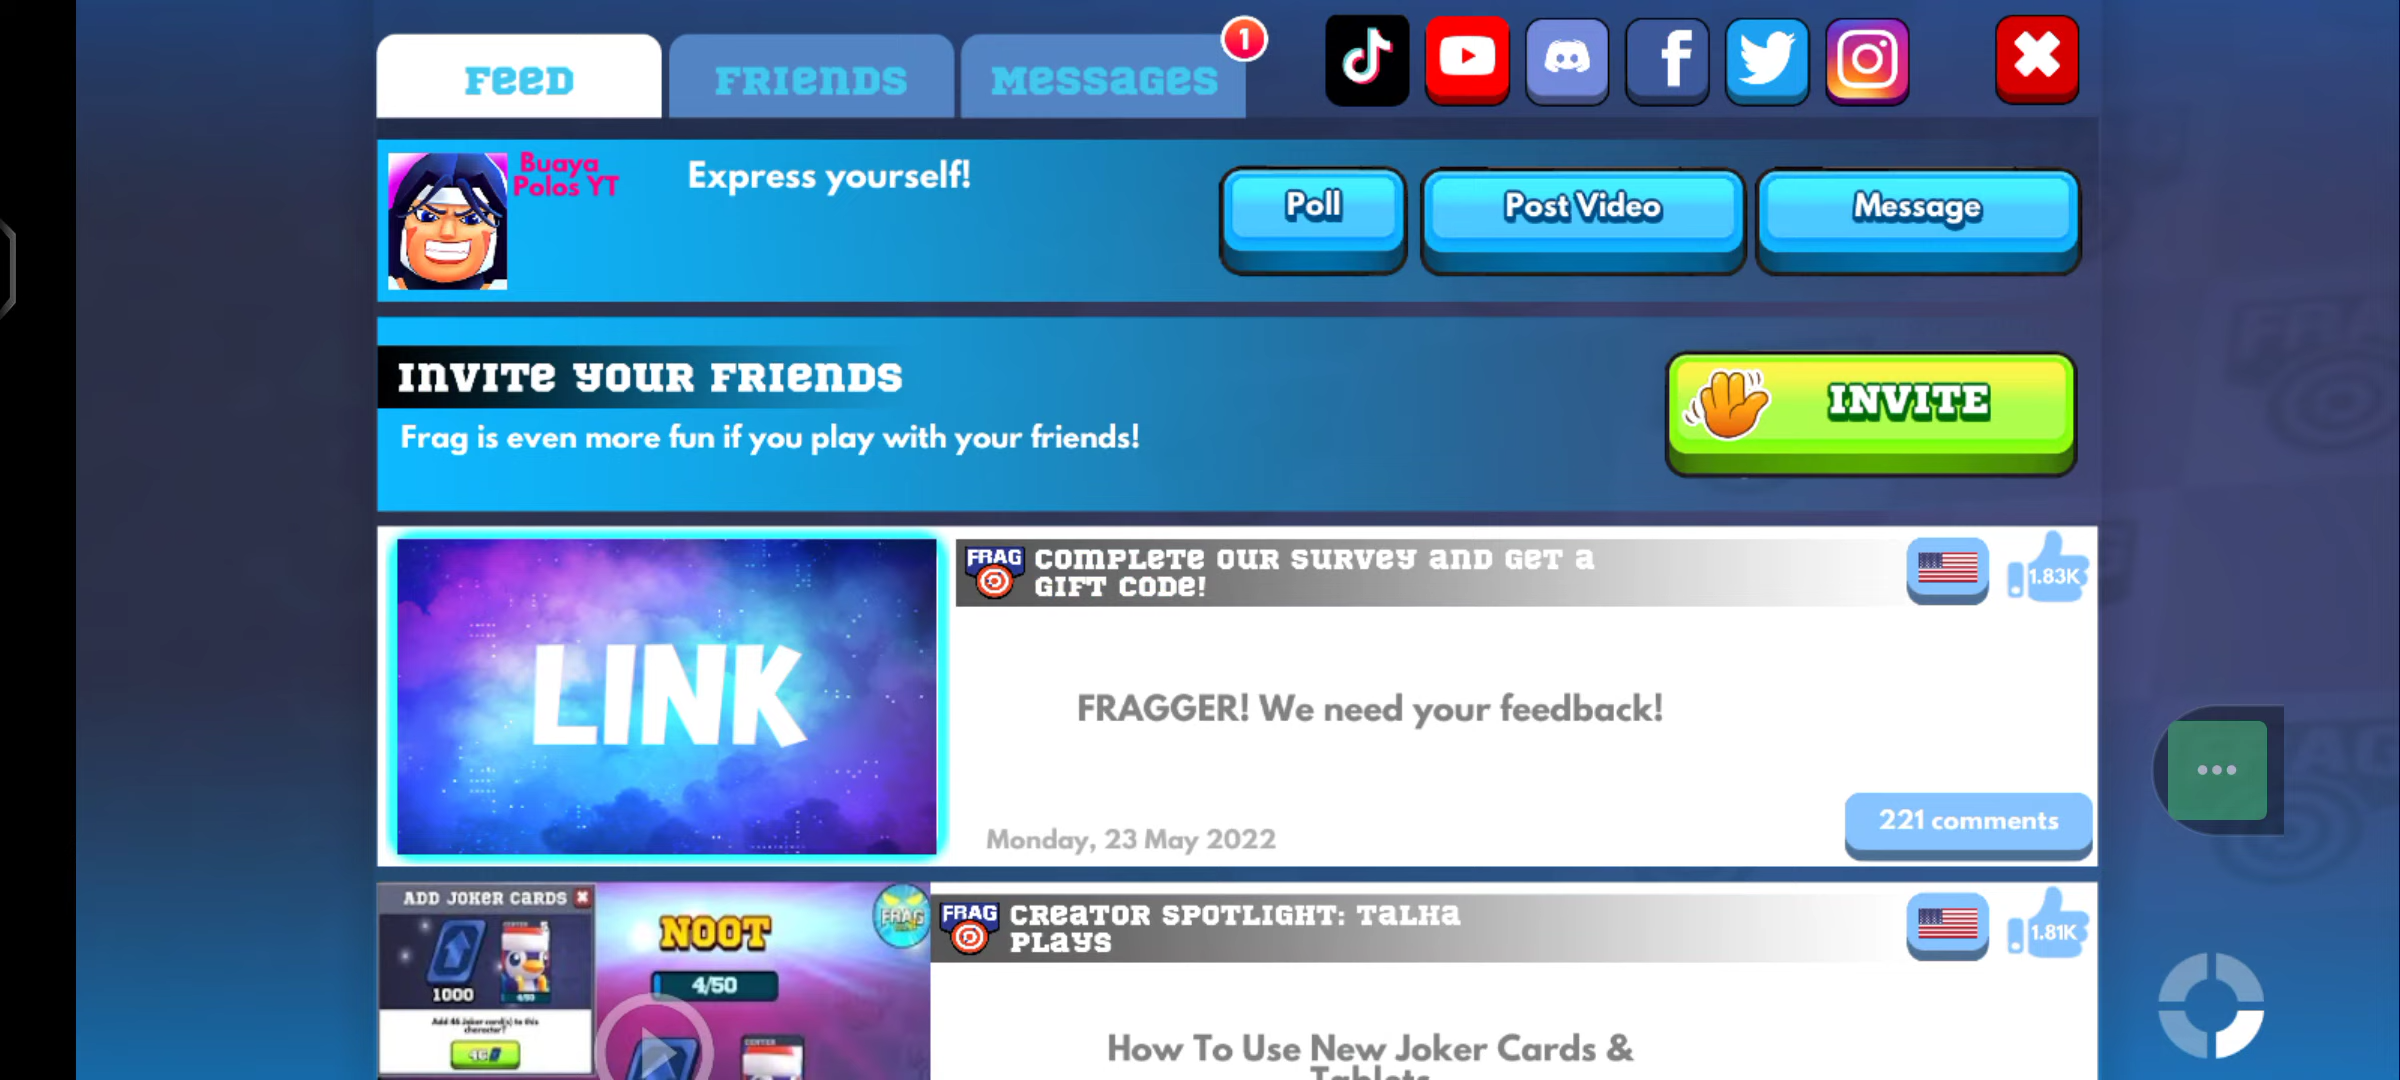 Feed
FRIENDS
Messages
1
Buaya
Polos YT
Express yourself!
Poll
Post Video
Message
INVITE YOUR FRIENDS
Frag is even more fun if you play with your friends!
INVITE
LINK
FRAG
COMPLETE OUR SURVEY AND GET A
GIFT CODE!
1.83K
FRAGGER! We need your feedback!
Monday, 23 May 2022
221 comments
ADD JOKER CARDS
1000
NOOT
4/50
FRAG
FRAG
CREATOR SPOTLIGHT: TALHA
PLAYS
1.81K
How To Use New Joker Cards &
Tablets